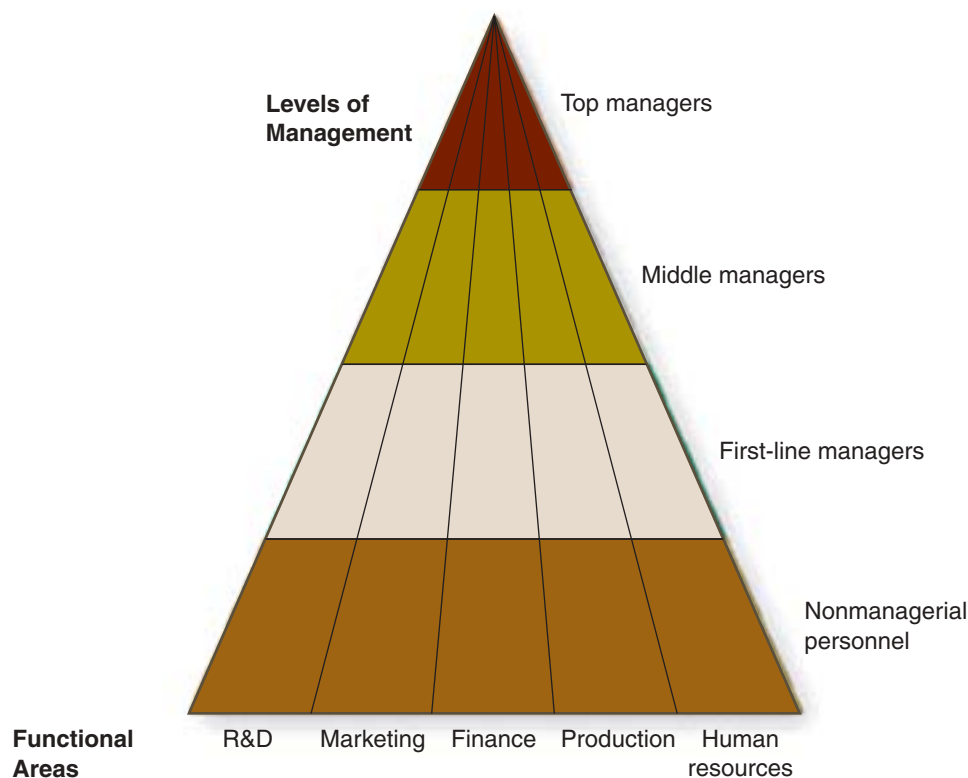 Levels of
Management
Top managers
Middle managers
First-line managers
Nonmanagerial
personnel
Functional
Areas
R&D
Marketing
Finance
Production
Human
resources